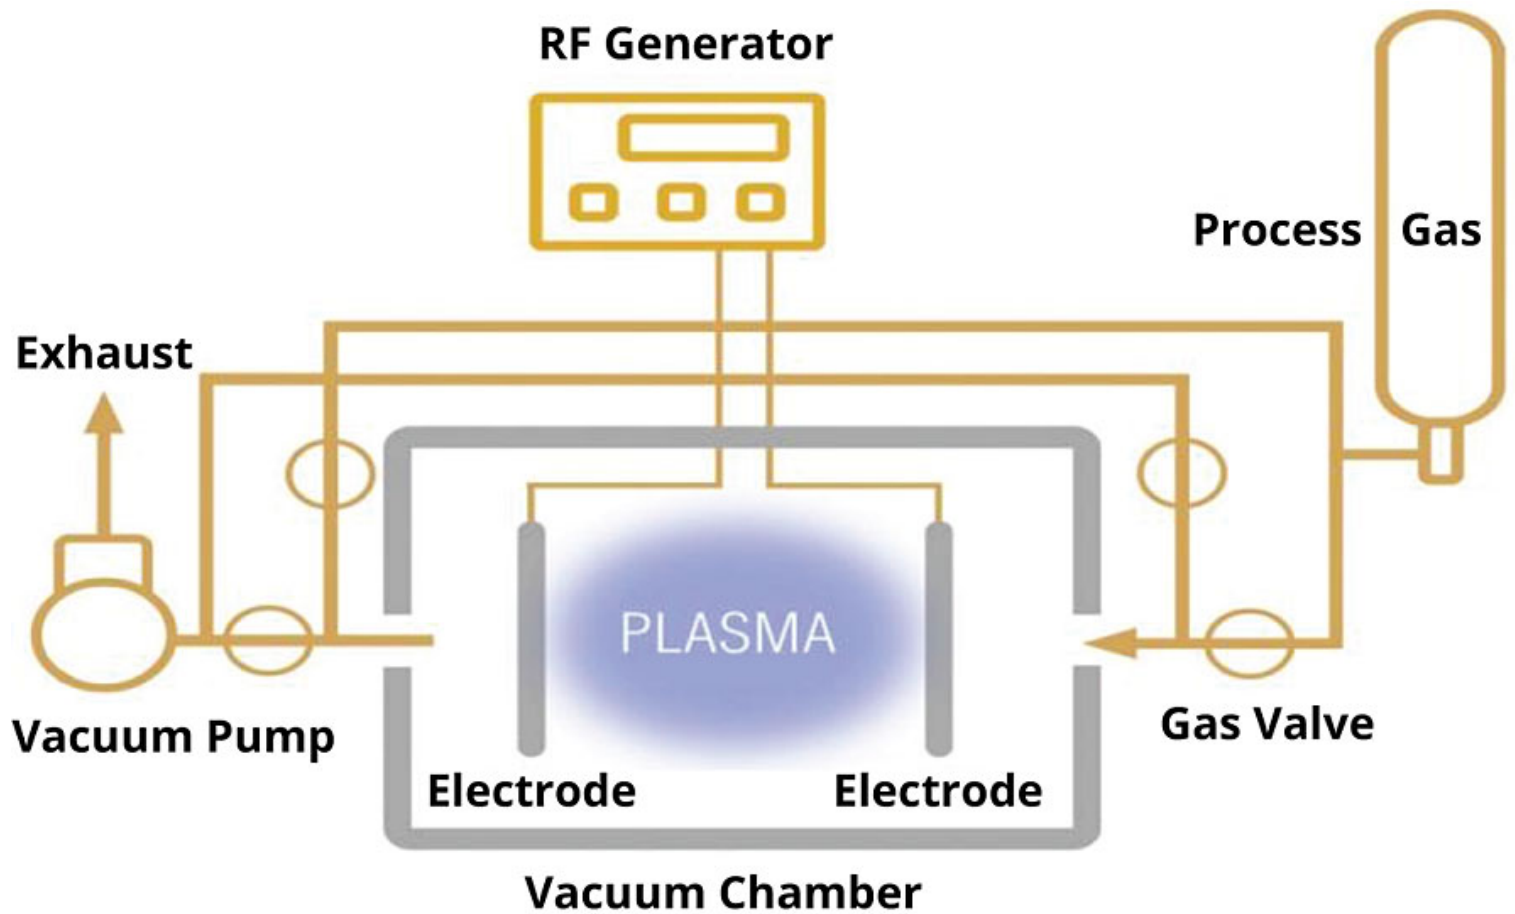 RF Generator
Process Gas
Exhaust
PLASMA
Vacuum Pump
Gas Valve
Electrode
Electrode
Vacuum Chamber